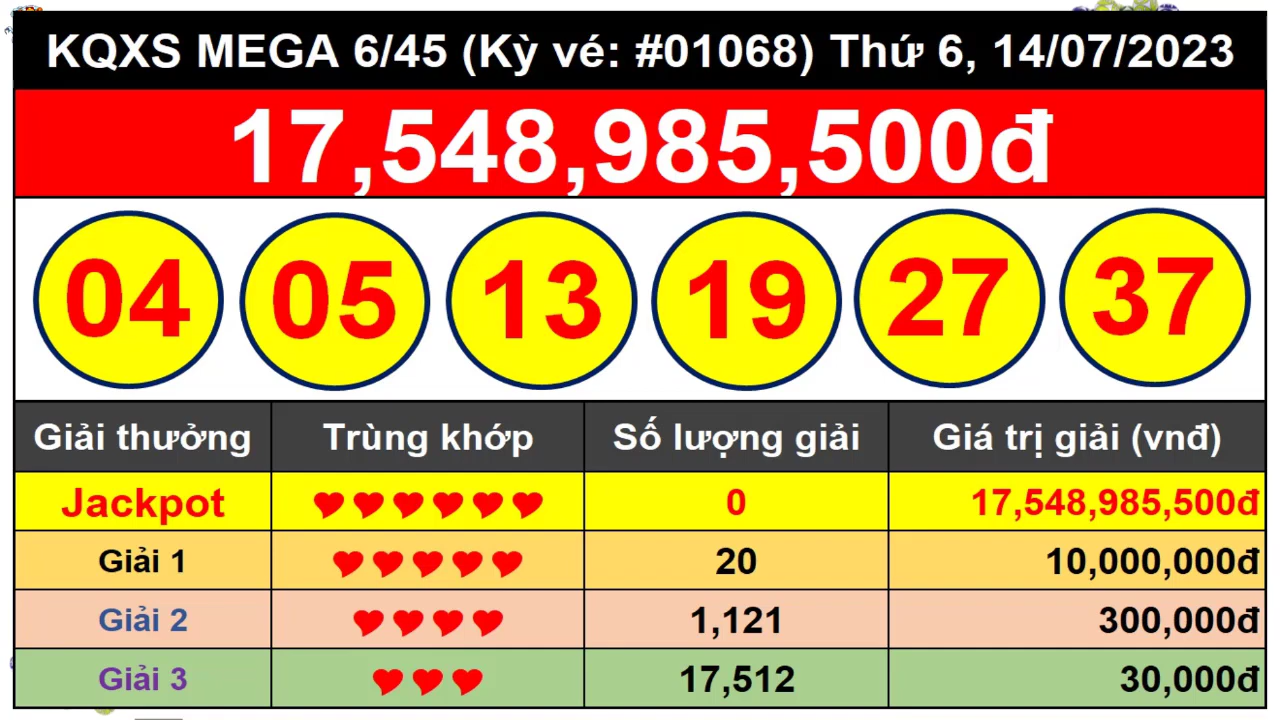 KQXS MEGA 6/45 (Kỳ vé: #01068) Thứ 6, 14/07/2023
17,548,985,500đ
04 05 13 19 27 37
Giải thưởng Trùng khớp Số lượng giải Giá trị giải (vnđ)
Jackpot 0 17,548,985,500đ
Giải 1 20 10,000,000đ
Giải 2 1,121 300,000đ
Giải 3 17,512 30,000đ